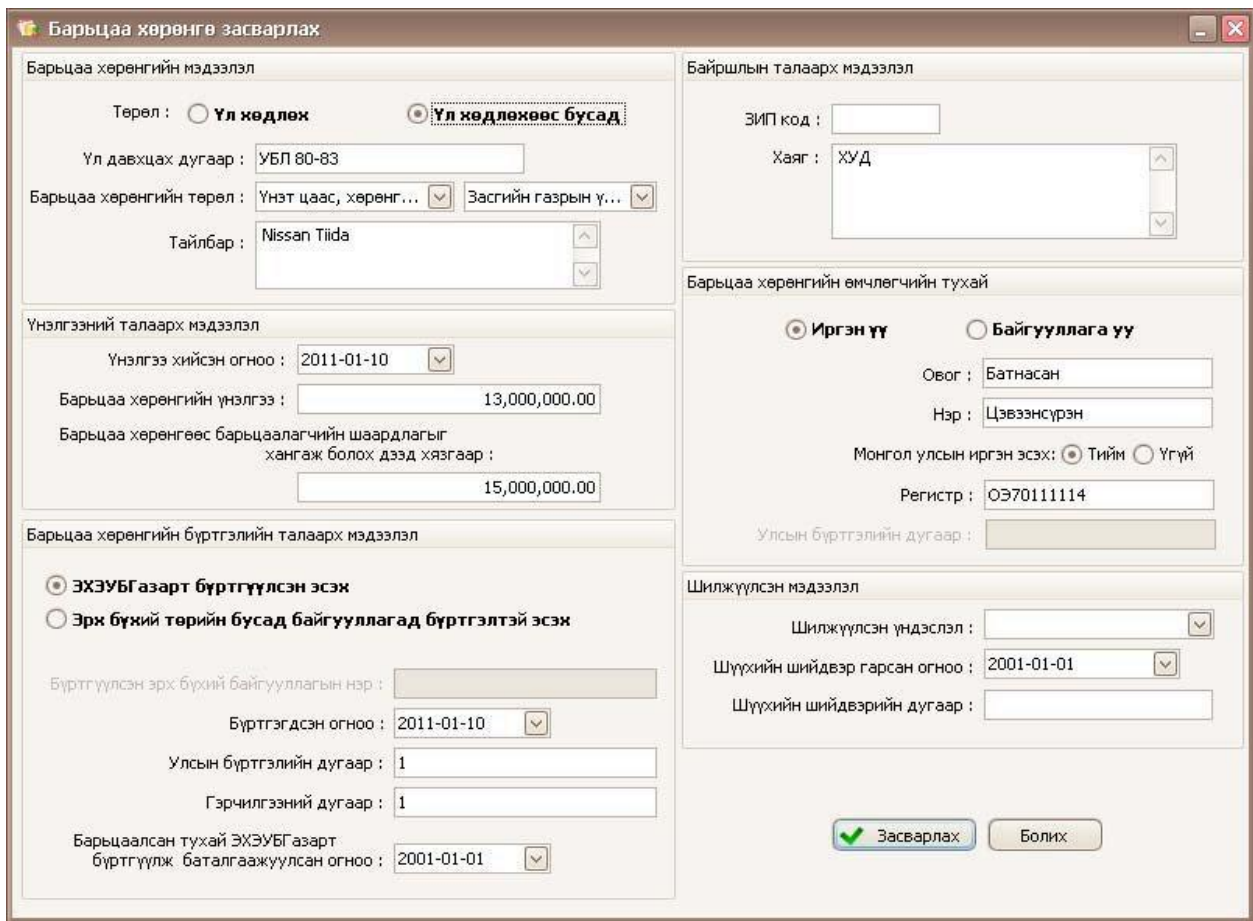 Барьцаа хөрөнгө засварлах
Барьцаа хөрөнгийн мэдээлэл
Төрөл : Үл хөдлөх Үл хөдлөхөөс бусад
Үл давхцах дугаар : УБЛ 80-83
Барьцаа хөрөнгийн төрөл : Үнэт цаас, хөрөнг... Засгийн газрын ү...
Тайлбар : Nissan Tiida
Үнэлгээний талаарх мэдээлэл
Үнэлгээ хийсэн огноо : 2011-01-10
Барьцаа хөрөнгийн үнэлгээ : 13,000,000.00
Барьцаа хөрөнгөөс барьцаалагчийн шаардлагыг
хангаж болох дээд хязгаар :
15,000,000.00
Барьцаа хөрөнгийн бүртгэлийн талаарх мэдээлэл
ЭХЭУБГазарт бүртгүүлсэн эсэх
Эрх бүхий төрийн бусад байгууллагад бүртгэлтэй эсэх
Бүртгүүлсэн эрх бүхий байгууллагын нэр :
Бүртгэгдсэн огноо : 2011-01-10
Улсын бүртгэлийн дугаар : 1
Гэрчилгээний дугаар : 1
Барьцаалсан тухай ЭХЭУБГазарт
бүртгүүлж баталгаажуулсан огноо : 2001-01-01
Байршлын талаарх мэдээлэл
ЗИП код :
Хаяг : ХУД
Барьцаа хөрөнгийн өмчлөгчийн тухай
Иргэн үү Байгууллага уу
Овог : Батнасан
Нэр : Цэвээнсүрэн
Монгол улсын иргэн эсэх: Тийм Үгүй
Регистр : ОЭ70111114
Улсын бүртгэлийн дугаар :
Шилжүүлсэн мэдээлэл
Шилжүүлсэн үндэслэл :
Шүүхийн шийдвэр гарсан огноо : 2001-01-01
Шүүхийн шийдвэрийн дугаар :
Засварлах Болих